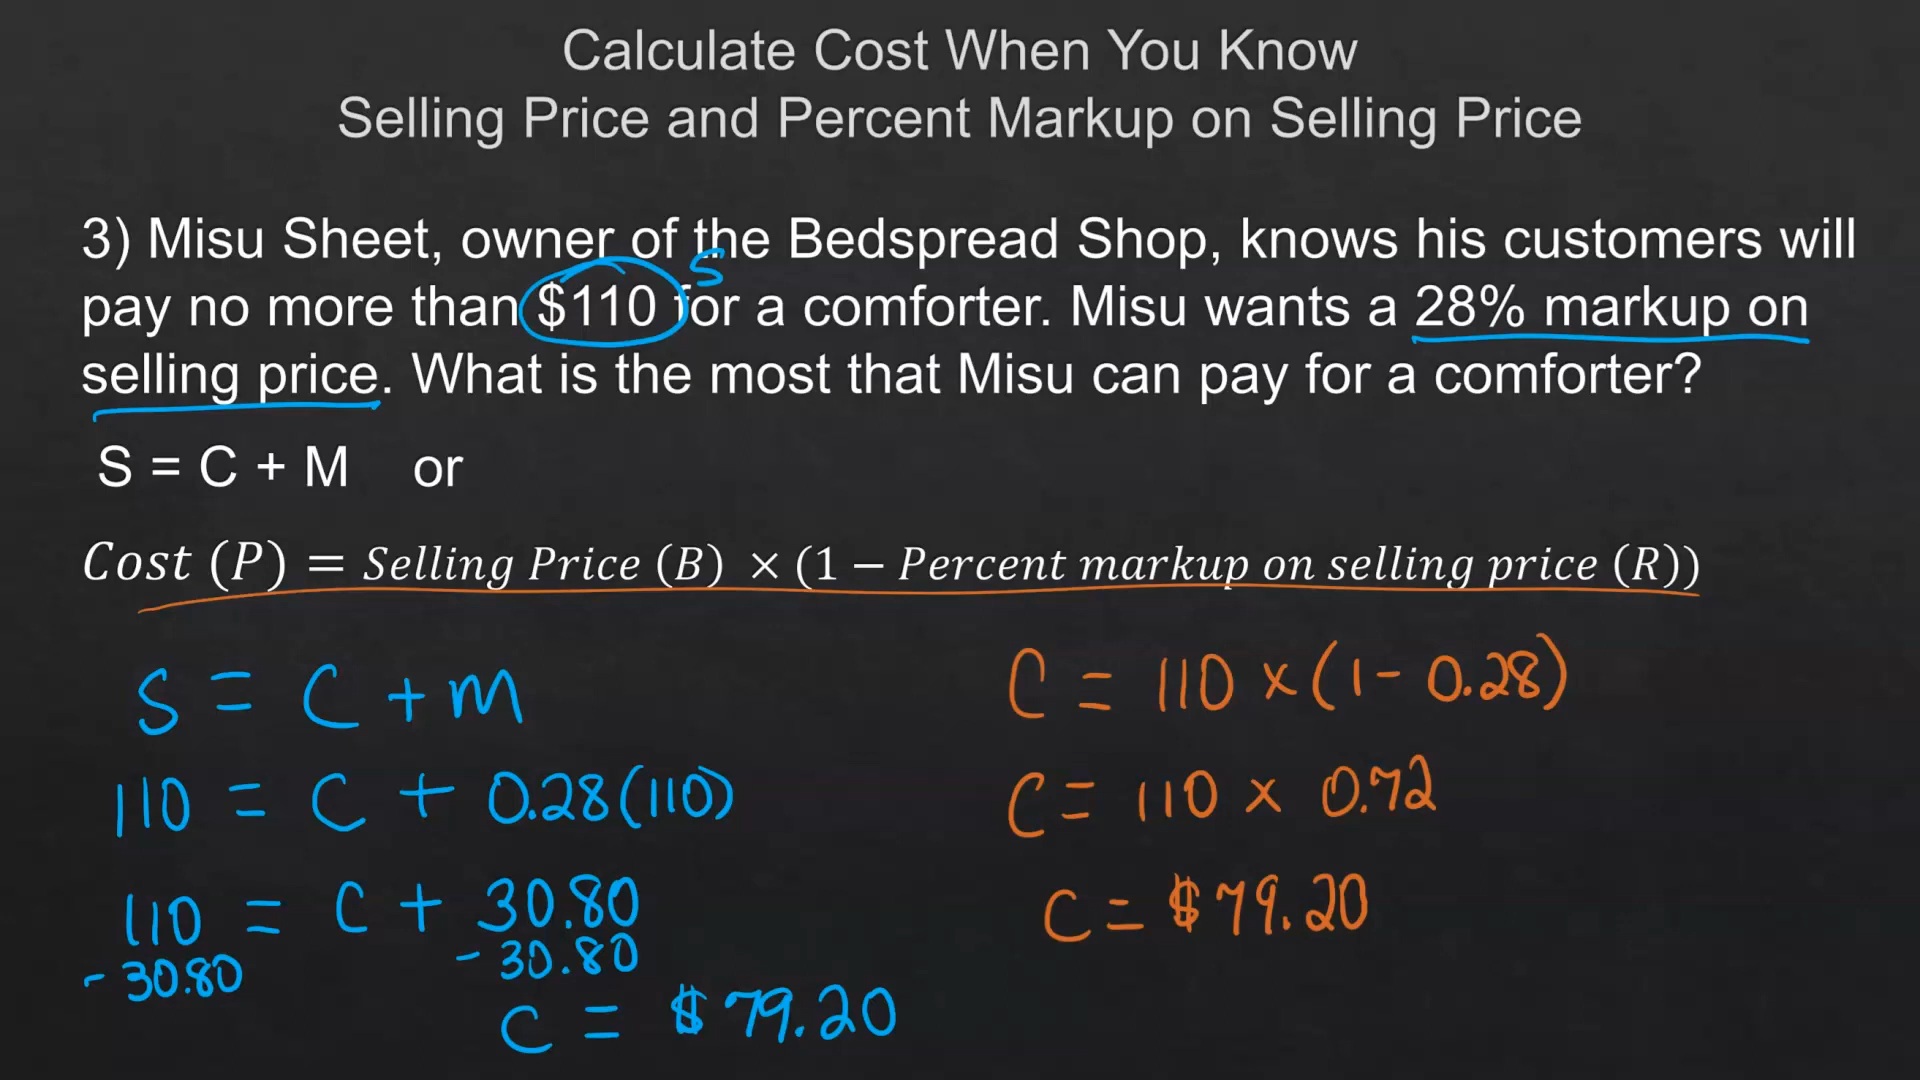 Calculate Cost When You Know
Selling Price and Percent Markup on Selling Price
3) Misu Sheet, owner of the Bedspread Shop, knows his customers will
S
pay no more than $110 for a comforter. Misu wants a 28% markup on
selling price. What is the most that Misu can pay for a comforter?
S = C + M or
Cost (P) = Selling Price (B) × (1 − Percent markup on selling price (R))
S = C + M
110 = C + 0.28(110)
110 = C + 30.80
- 30.80 - 30.80
C = $79.20
C = 110 × (1 - 0.28)
C = 110 × 0.72
C = $79.20